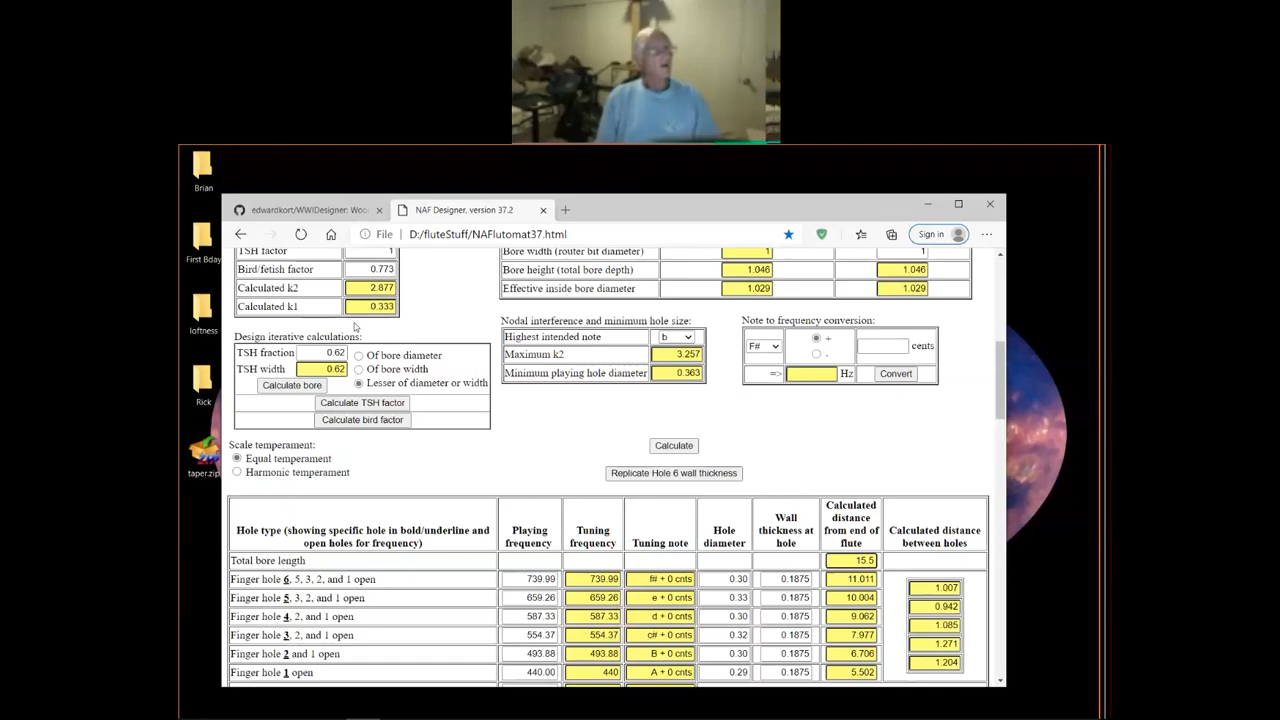 Brian
First Bday
loftness
Rick
taper.zip
edwardkort/WWIDesigner: Woo
NAF Designer, version 37.2
File
D:/fluteStuff/NAFlutomat37.html
Sign in
TSH factor 1
Bird/fetish factor 0.773
Calculated k2 2.877
Calculated k1 0.333
Bore width (router bit diameter) 1 1
Bore height (total bore depth) 1.046 1.046
Effective inside bore diameter 1.029 1.029
Design iterative calculations:
TSH fraction 0.62 Of bore diameter
TSH width 0.62 Of bore width
Calculate bore Lesser of diameter or width
Calculate TSH factor
Calculate bird factor
Nodal interference and minimum hole size:
Highest intended note b
Maximum k2 3.257
Minimum playing hole diameter 0.363
Note to frequency conversion:
F# + - cents
=> Hz Convert
Scale temperament:
Equal temperament
Harmonic temperament
Calculate
Replicate Hole 6 wall thickness
Hole type (showing specific hole in bold/underline and
open holes for frequency)
Playing
frequency
Tuning
frequency
Tuning note
Hole
diameter
Wall
thickness at
hole
Calculated
distance
from end of
flute
Calculated distance
between holes
Total bore length 15.5
Finger hole 6, 5, 3, 2, and 1 open 739.99 739.99 f# + 0 cnts 0.30 0.1875 11.011
Finger hole 5, 3, 2, and 1 open 659.26 659.26 e + 0 cnts 0.33 0.1875 10.004
Finger hole 4, 2, and 1 open 587.33 587.33 d + 0 cnts 0.30 0.1875 9.062
Finger hole 3, 2, and 1 open 554.37 554.37 c# + 0 cnts 0.32 0.1875 7.977
Finger hole 2 and 1 open 493.88 493.88 B + 0 cnts 0.30 0.1875 6.706
Finger hole 1 open 440.00 440 A + 0 cnts 0.29 0.1875 5.502
1.007
0.942
1.085
1.271
1.204